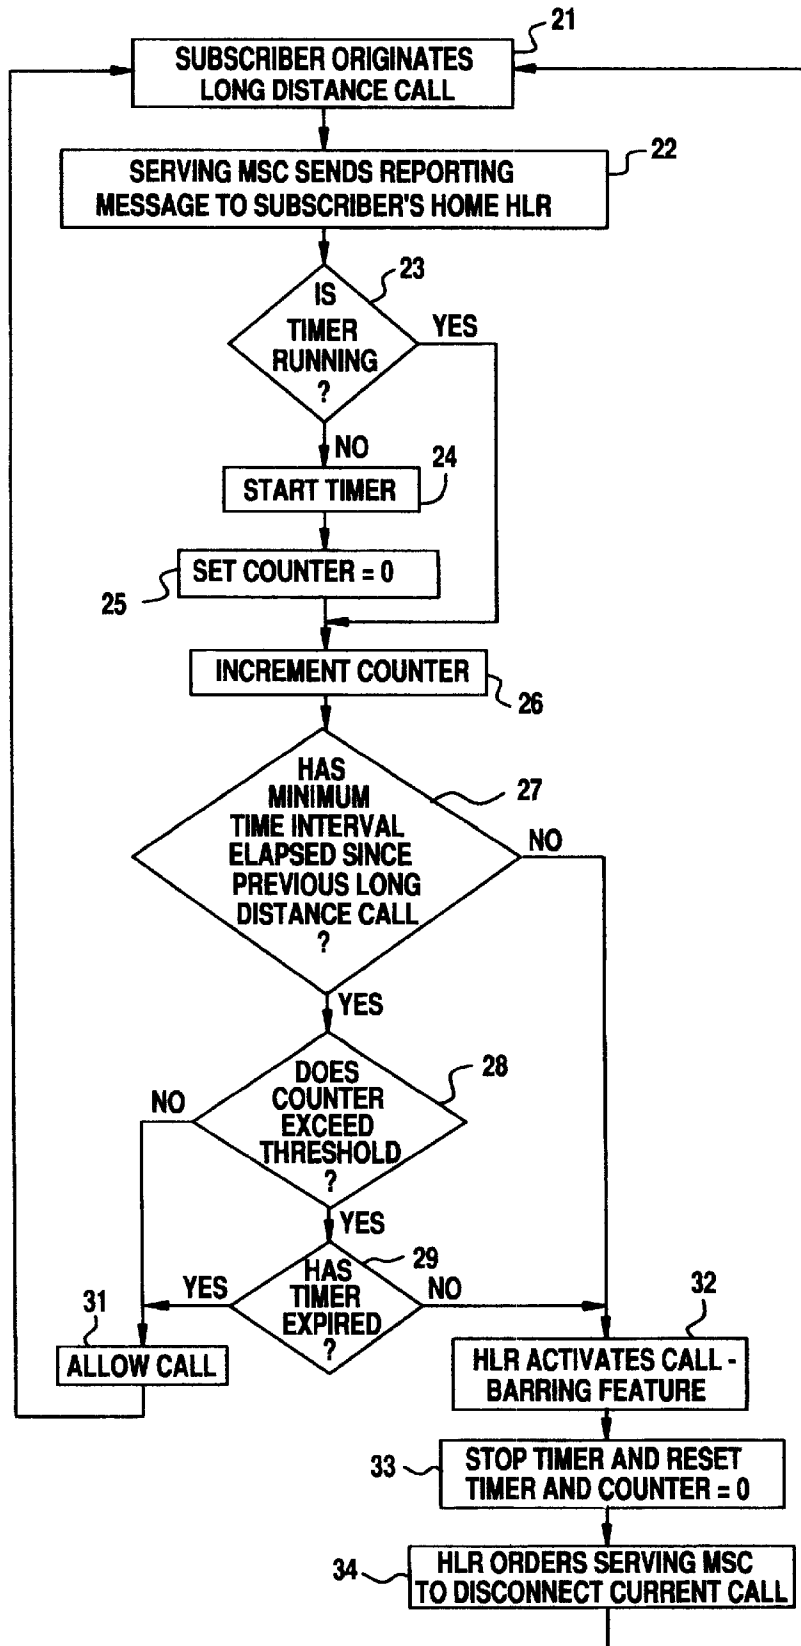 21
SUBSCRIBER ORIGINATES
LONG DISTANCE CALL
22
SERVING MSC SENDS REPORTING
MESSAGE TO SUBSCRIBER'S HOME HLR
23
IS
TIMER
RUNNING
?
YES
NO
24
START TIMER
SET COUNTER = 0
25
INCREMENT COUNTER
26
HAS
MINIMUM
TIME INTERVAL
ELAPSED SINCE
PREVIOUS LONG
DISTANCE CALL
?
27
NO
YES
DOES
COUNTER
EXCEED
THRESHOLD
?
28
NO
YES
HAS
TIMER
EXPIRED
?
29
YES
NO
31
ALLOW CALL
32
HLR ACTIVATES CALL -
BARRING FEATURE
33
STOP TIMER AND RESET
TIMER AND COUNTER = 0
34
HLR ORDERS SERVING MSC
TO DISCONNECT CURRENT CALL